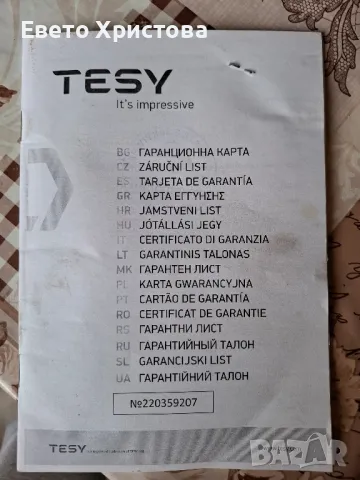 Евето Христова
TESY
It's impressive
BG ГАРАНЦИОННА КАРТА
CZ ZÁRUČNÍ LIST
ES TARJETA DE GARANTÍA
GR ΚΑΡΤΑ ΕΓΓΥΗΣΗΣ
HR JAMSTVENI LIST
HU JÓTÁLLÁSI JEGY
IT CERTIFICATO DI GARANZIA
LT GARANTINIS TALONAS
MK ГАРАНТЕН ЛИСТ
PL KARTA GWARANCYJNA
PT CARTÃO DE GARANTÍA
RO CERTIFICAT DE GARANTIE
RS ГАРАНТНИ ЛИСТ
RU ГАРАНТИЙНЫЙ ТАЛОН
SL GARANCIJSKI LIST
UA ГАРАНТІЙНИЙ ТАЛОН
№220359207
TESY
BAZAR